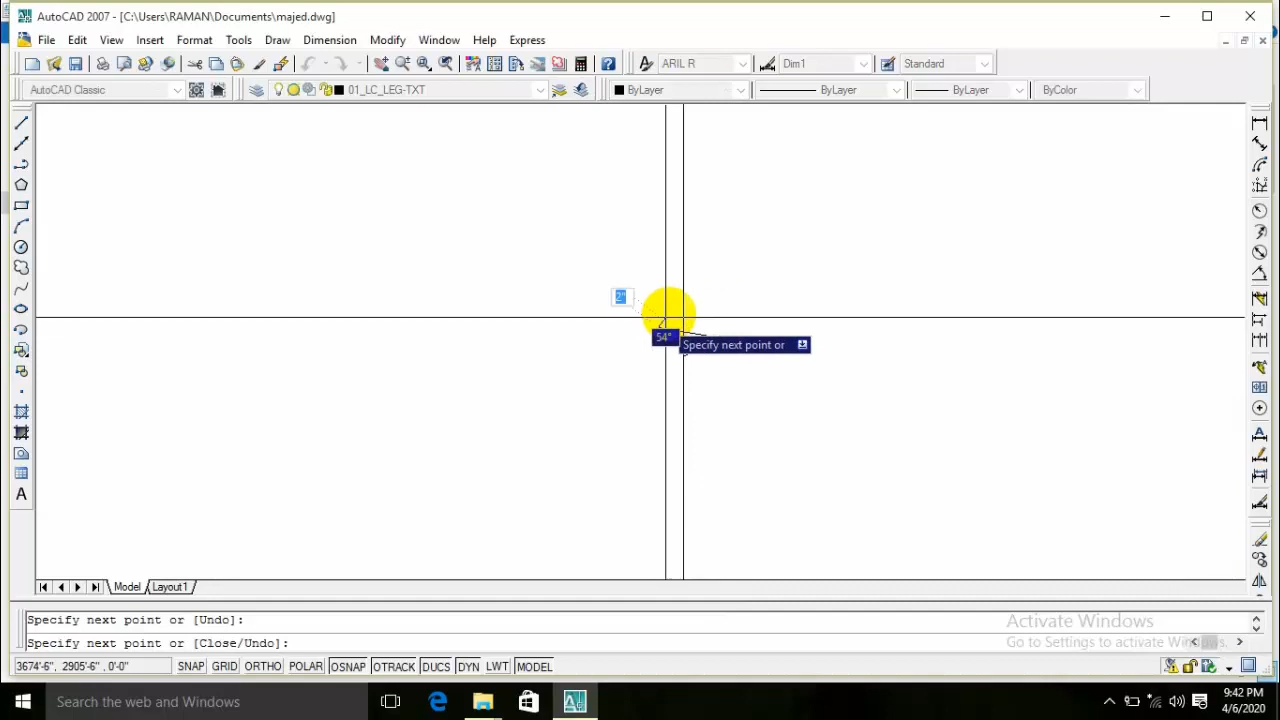 AutoCAD 2007 - [C:\Users\RAMAN\Documents\majed.dwg]
File Edit View Insert Format Tools Draw Dimension Modify Window Help Express
ARIL R Dim1 Standard
AutoCAD Classic 01_LC_LEG-TXT ByLayer ByLayer ByLayer ByColor
2"
54°
Specify next point or
A
Model Layout1
Specify next point or [Undo]:
Specify next point or [Close/Undo]:
Activate Windows
Go to Settings to activate Windows.
3674'-6", 2905'-6" , 0'-0" SNAP GRID ORTHO POLAR OSNAP OTRACK DUCS DYN LWT MODEL
Search the web and Windows
9:42 PM
4/6/2020